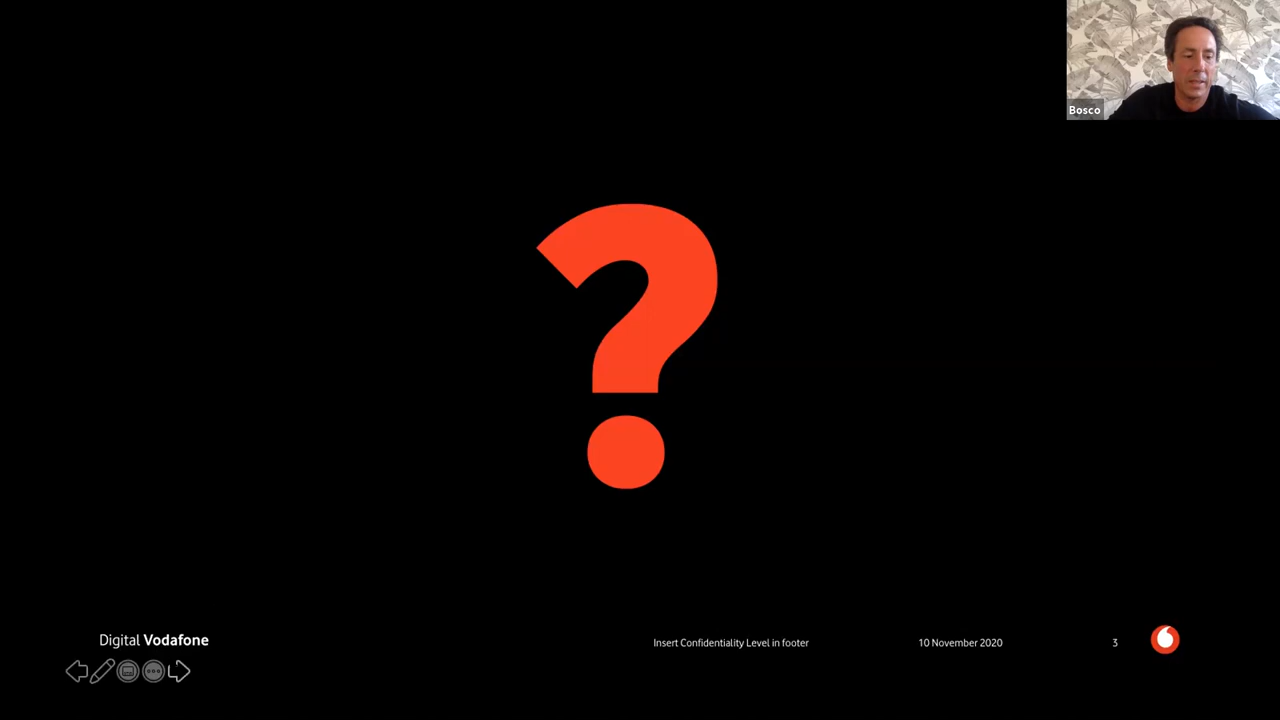 Bosco
?
Digital Vodafone
Insert Confidentiality Level in footer
10 November 2020
3